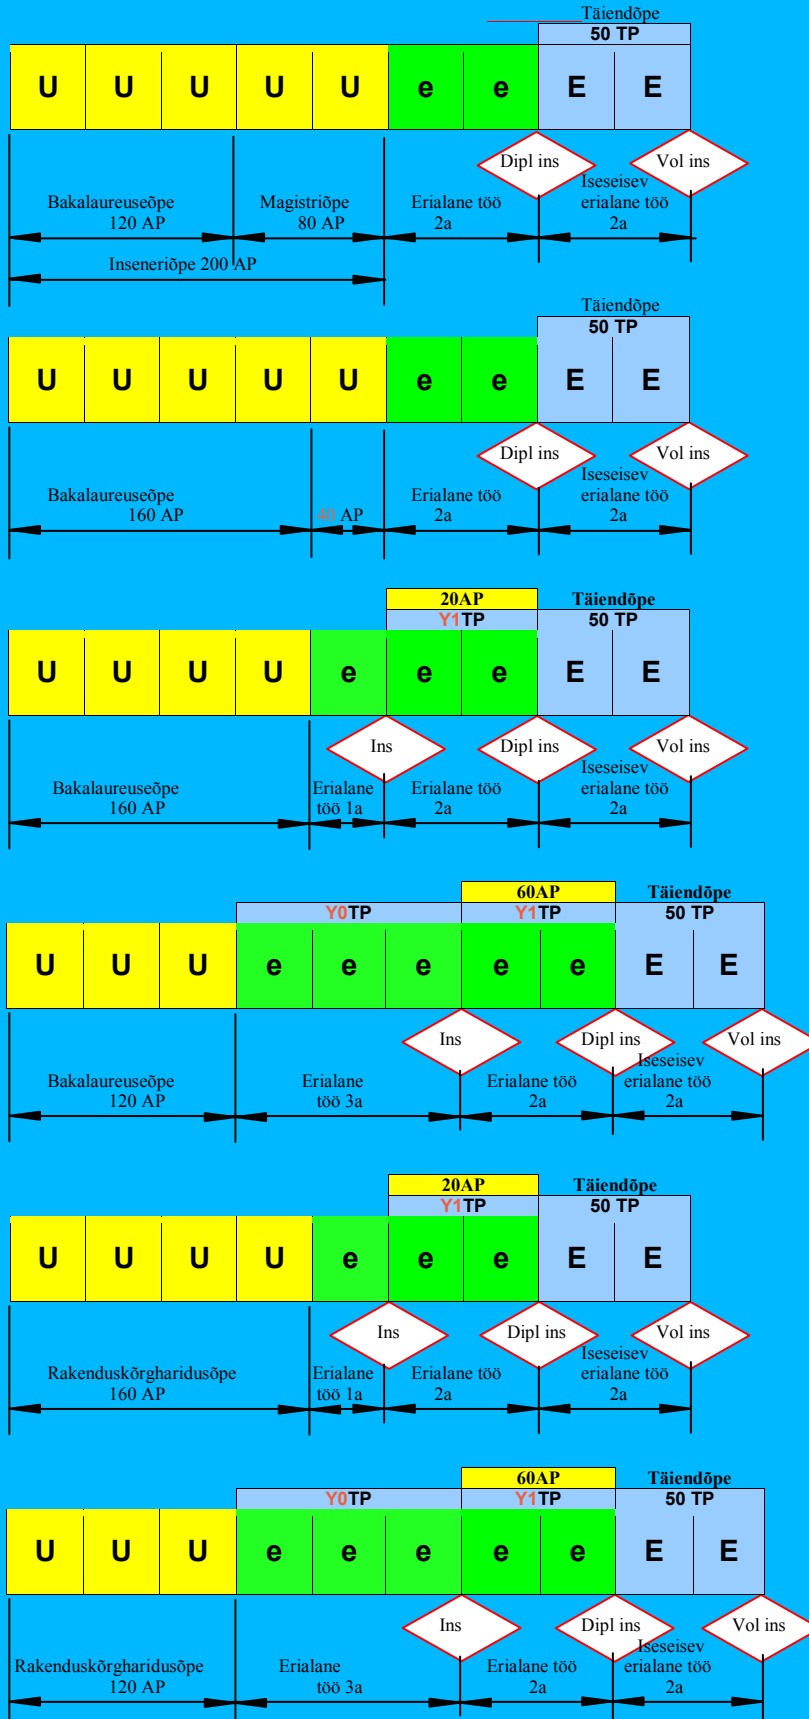 Täiendõpe
50 TP
U U U U U e e E E
Dipl ins Vol ins
Bakalaureuseõpe Magistriõpe Erialane töö Iseseisev
120 AP 80 AP 2a erialane töö
2a
Inseneriõpe 200 AP
Täiendõpe
50 TP
U U U U U e e E E
Dipl ins Vol ins
Bakalaureuseõpe Erialane töö Iseseisev
160 AP 40 AP 2a erialane töö
2a
20AP Täiendõpe
Y1TP 50 TP
U U U U e e e E E
Ins Dipl ins Vol ins
Bakalaureuseõpe Erialane Erialane töö Iseseisev
160 AP töö 1a 2a erialane töö
2a
60AP Täiendõpe
Y0TP Y1TP 50 TP
U U U e e e e e E E
Ins Dipl ins Vol ins
Bakalaureuseõpe Erialane Erialane töö Iseseisev
120 AP töö 3a 2a erialane töö
2a
20AP Täiendõpe
Y1TP 50 TP
U U U U e e e E E
Ins Dipl ins Vol ins
Rakenduskõrgharidusõpe Erialane Erialane töö Iseseisev
160 AP töö 1a 2a erialane töö
2a
60AP Täiendõpe
Y0TP Y1TP 50 TP
U U U e e e e e E E
Ins Dipl ins Vol ins
Rakenduskõrgharidusõpe Erialane Erialane töö Iseseisev
120 AP töö 3a 2a erialane töö
2a